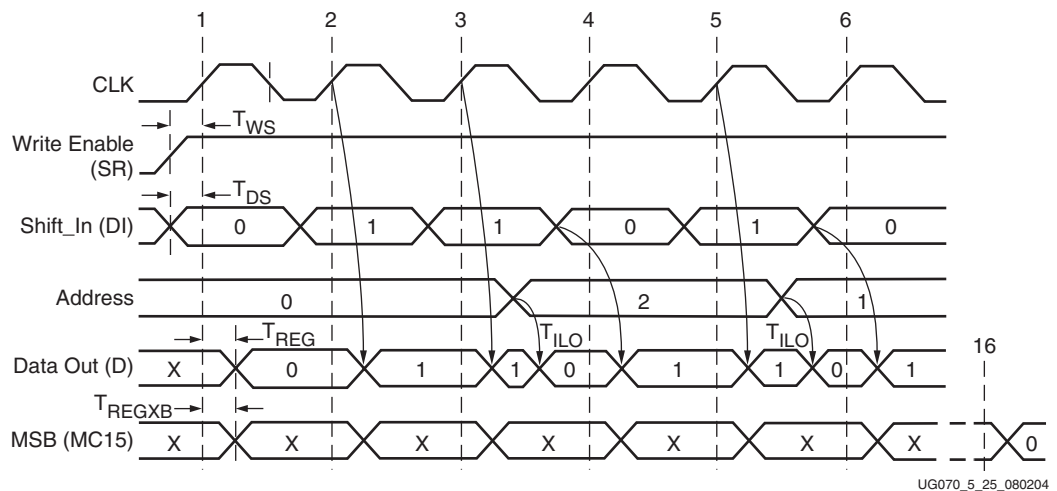 1 2 3 4 5 6
CLK
T_WS
Write Enable
(SR)
T_DS
Shift_In (DI) 0 1 1 0 1 0
Address 0 2 1
T_REG T_ILO T_ILO 16
Data Out (D) X 0 1 1 0 1 1 0 1
T_REGXB
MSB (MC15) X X X X X X X 0
UG070_5_25_080204